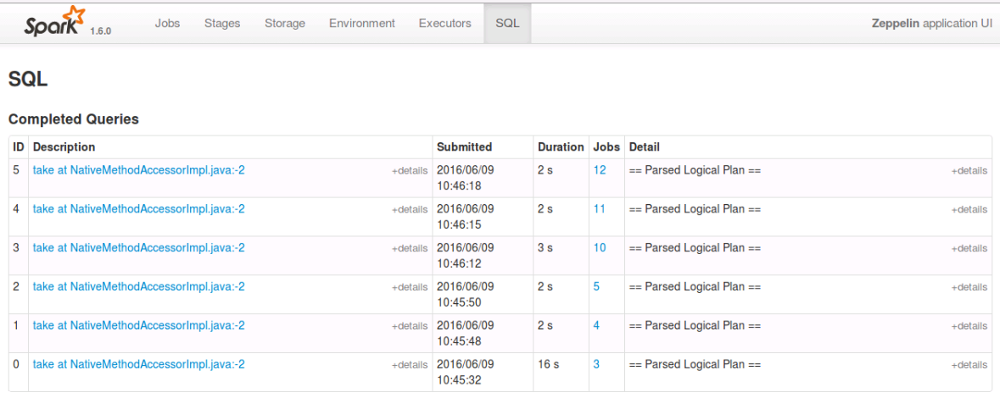 Spark 1.6.0 Jobs Stages Storage Environment Executors SQL Zeppelin application UI
SQL
Completed Queries
ID Description Submitted Duration Jobs Detail
5 take at NativeMethodAccessorImpl.java:-2 +details 2016/06/09 2 s 12 == Parsed Logical Plan == +details
10:46:18
4 take at NativeMethodAccessorImpl.java:-2 +details 2016/06/09 2 s 11 == Parsed Logical Plan == +details
10:46:15
3 take at NativeMethodAccessorImpl.java:-2 +details 2016/06/09 3 s 10 == Parsed Logical Plan == +details
10:46:12
2 take at NativeMethodAccessorImpl.java:-2 +details 2016/06/09 2 s 5 == Parsed Logical Plan == +details
10:45:50
1 take at NativeMethodAccessorImpl.java:-2 +details 2016/06/09 2 s 4 == Parsed Logical Plan == +details
10:45:48
0 take at NativeMethodAccessorImpl.java:-2 +details 2016/06/09 16 s 3 == Parsed Logical Plan == +details
10:45:32